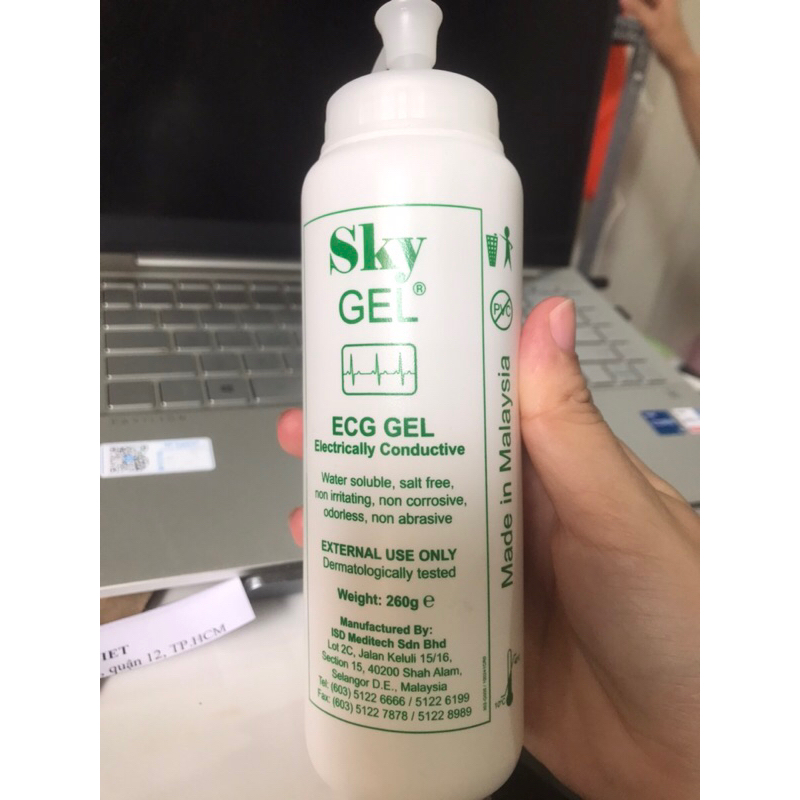 Sky
GEL®
ECG GEL
Electrically Conductive
Water soluble, salt free,
non irritating, non corrosive,
odorless, non abrasive
EXTERNAL USE ONLY
Dermatologically tested
Weight: 260g ℮
Manufactured By:
ISD Meditech Sdn Bhd
Lot 2C, Jalan Keluli 15/16,
Section 15, 40200 Shah Alam,
Selangor D.E., Malaysia
Tel: (603) 5122 6666 / 5122 6199
Fax: (603) 5122 7878 / 5122 8989
PVC
Made in Malaysia
IET
, quận 12, TP.HCM